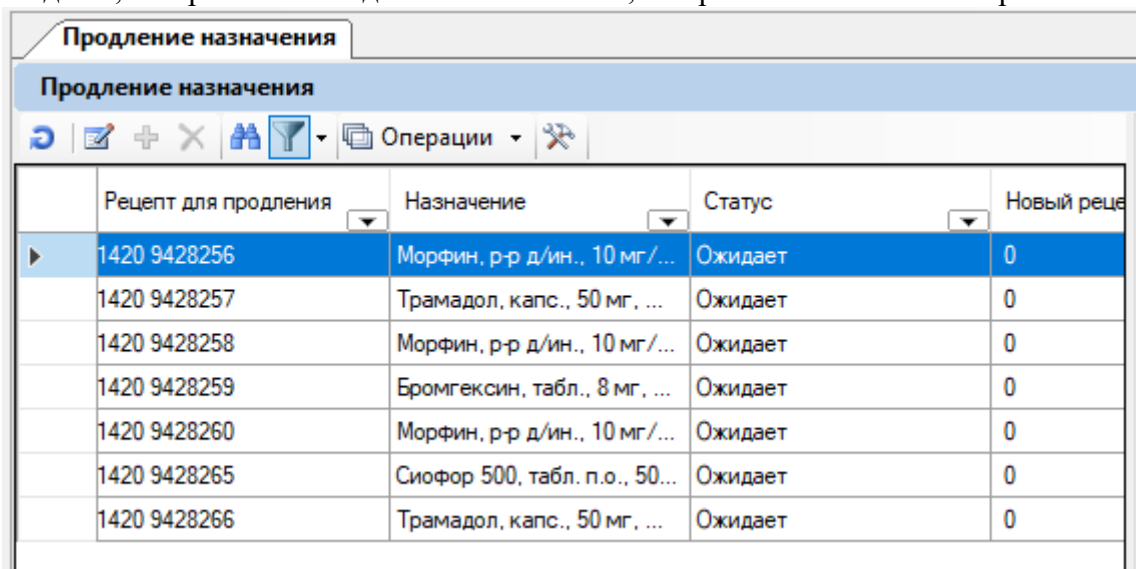 Продление назначения
Продление назначения
Операции
Рецепт для продления Назначение Статус Новый реце
1420 9428256 Морфин, р-р д/ин., 10 мг/... Ожидает 0
1420 9428257 Трамадол, капс., 50 мг, ... Ожидает 0
1420 9428258 Морфин, р-р д/ин., 10 мг/... Ожидает 0
1420 9428259 Бромгексин, табл., 8 мг, ... Ожидает 0
1420 9428260 Морфин, р-р д/ин., 10 мг/... Ожидает 0
1420 9428265 Сиофор 500, табл. п.о., 50... Ожидает 0
1420 9428266 Трамадол, капс., 50 мг, ... Ожидает 0